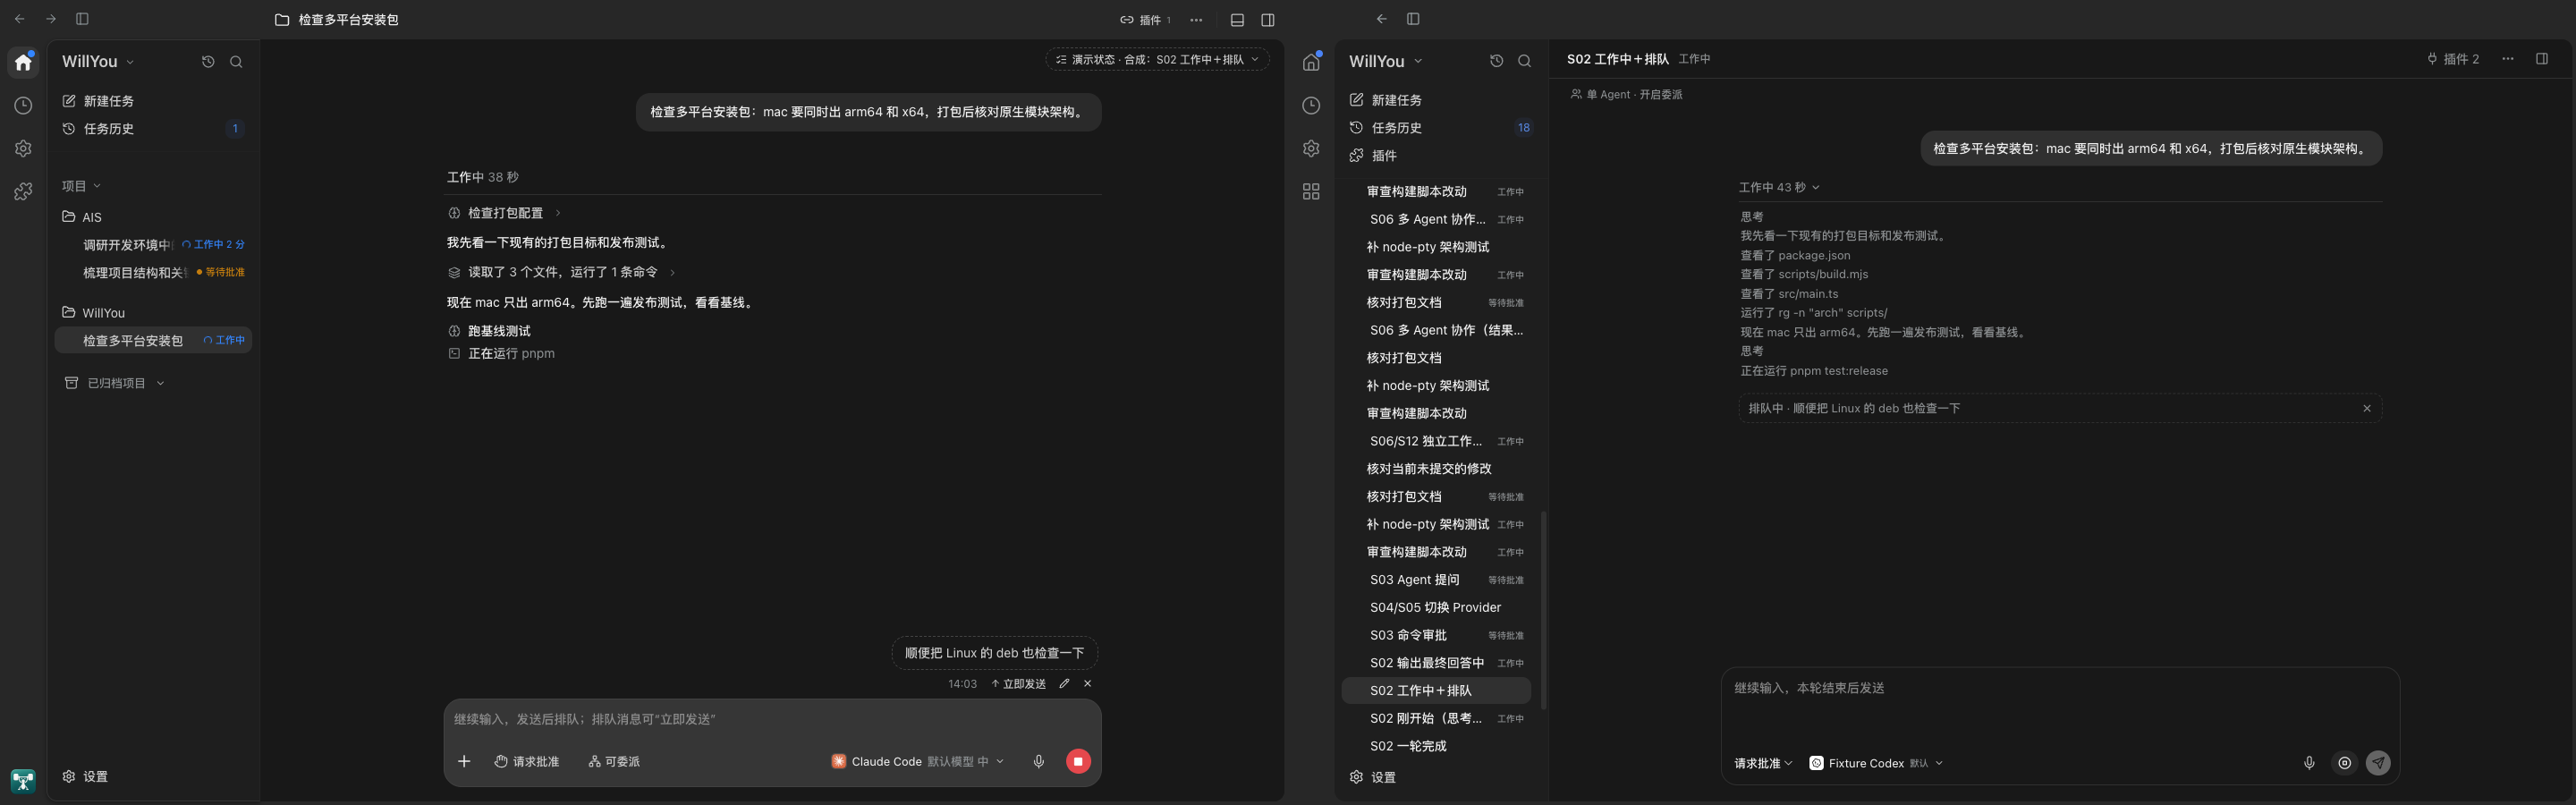 检查多平台安装包
插件 1
WillYou
新建任务
任务历史
1
项目
AIS
调研开发环境中
工作中 2 分
梳理项目结构和关
等待批准
WillYou
检查多平台安装包
工作中
已归档项目
设置
演示状态 · 合成：S02 工作中＋排队
检查多平台安装包：mac 要同时出 arm64 和 x64，打包后核对原生模块架构。
工作中 38 秒
检查打包配置
我先看一下现有的打包目标和发布测试。
读取了 3 个文件，运行了 1 条命令
现在 mac 只出 arm64。先跑一遍发布测试，看看基线。
跑基线测试
正在运行 pnpm
顺便把 Linux 的 deb 也检查一下
14:03
立即发送
继续输入，发送后排队；排队消息可“立即发送”
请求批准
可委派
Claude Code 默认模型 中
WillYou
新建任务
任务历史
18
插件
审查构建脚本改动
工作中
S06 多 Agent 协作...
工作中
补 node-pty 架构测试
审查构建脚本改动
工作中
核对打包文档
等待批准
S06 多 Agent 协作（结果...
核对打包文档
补 node-pty 架构测试
审查构建脚本改动
S06/S12 独立工作...
工作中
核对当前未提交的修改
核对打包文档
等待批准
补 node-pty 架构测试
工作中
审查构建脚本改动
工作中
S03 Agent 提问
等待批准
S04/S05 切换 Provider
S03 命令审批
等待批准
S02 输出最终回答中
工作中
S02 工作中＋排队
S02 刚开始（思考...
工作中
S02 一轮完成
设置
S02 工作中＋排队
工作中
插件 2
单 Agent · 开启委派
检查多平台安装包：mac 要同时出 arm64 和 x64，打包后核对原生模块架构。
工作中 43 秒
思考
我先看一下现有的打包目标和发布测试。
查看了 package.json
查看了 scripts/build.mjs
查看了 src/main.ts
运行了 rg -n "arch" scripts/
现在 mac 只出 arm64。先跑一遍发布测试，看看基线。
思考
正在运行 pnpm test:release
排队中 · 顺便把 Linux 的 deb 也检查一下
继续输入，本轮结束后发送
请求批准
Fixture Codex 默认